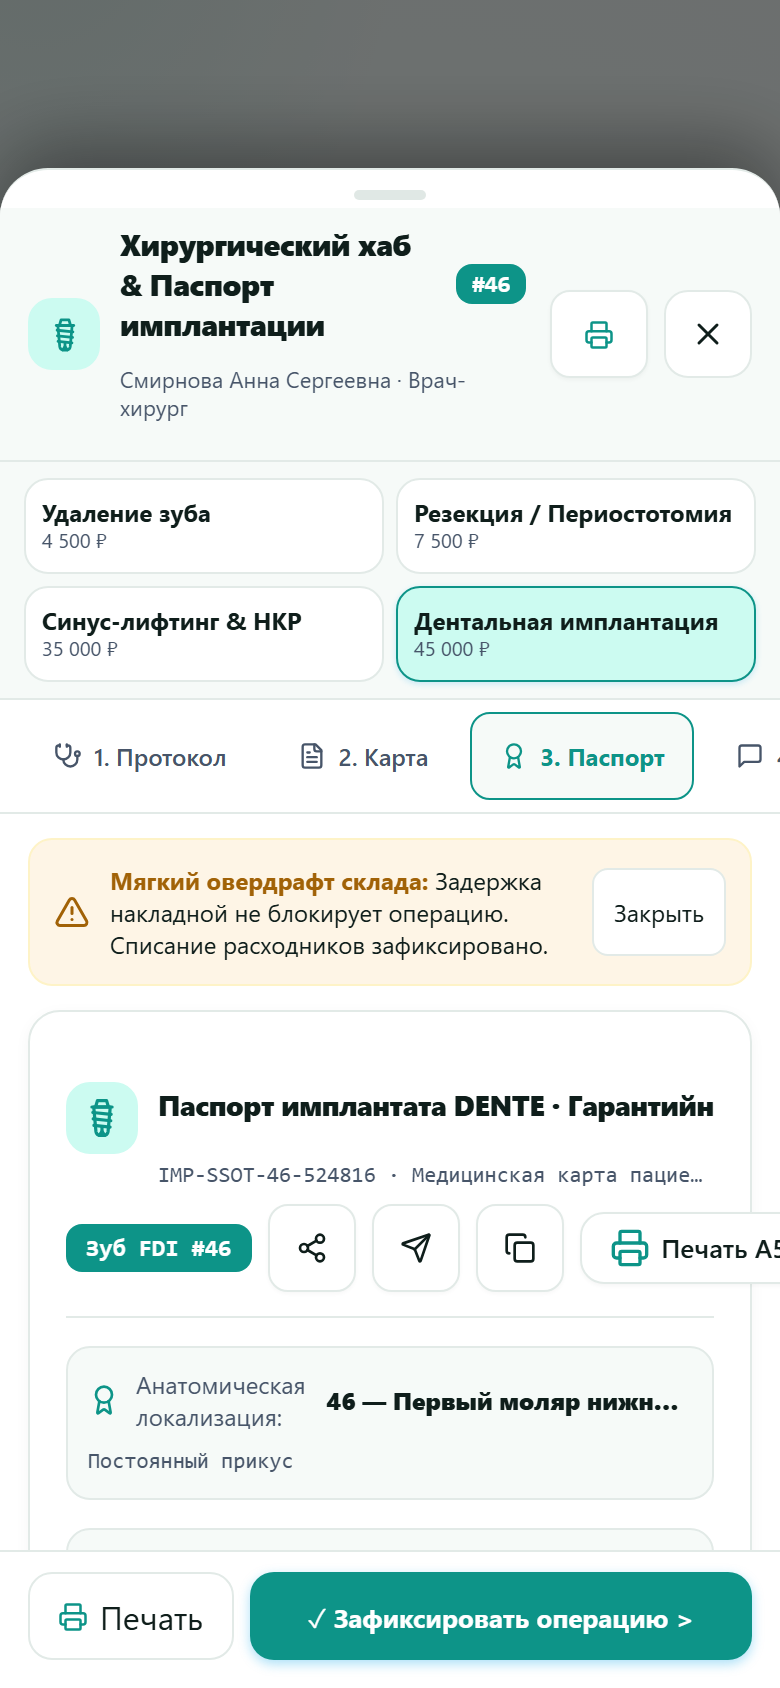 Хирургический хаб
& Паспорт
имплантации
#46
Смирнова Анна Сергеевна · Врач-
хирург
Удаление зуба
4 500 ₽
Резекция / Периостотомия
7 500 ₽
Синус-лифтинг & НКР
35 000 ₽
Дентальная имплантация
45 000 ₽
1. Протокол
2. Карта
3. Паспорт
Мягкий овердрафт склада: Задержка
накладной не блокирует операцию.
Списание расходников зафиксировано.
Закрыть
Паспорт имплантата DENTE · Гарантийн
IMP-SSOT-46-524816 · Медицинская карта пацие…
Зуб FDI #46
Печать A5
Анатомическая
локализация:
46 — Первый моляр нижн…
Постоянный прикус
Печать
✓ Зафиксировать операцию >